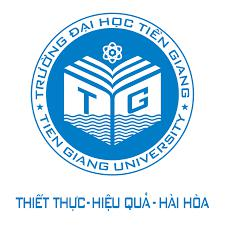 TRƯỜNG ĐẠI HỌC TIỀN GIANG
TG
TIEN GIANG UNIVERSITY
THIẾT THỰC-HIỆU QUẢ-HÀI HÒA